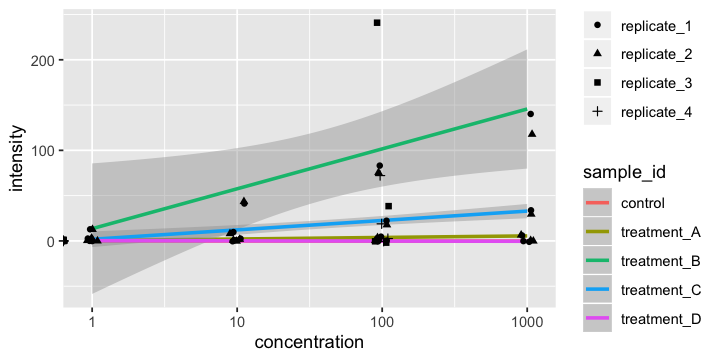 intensity
200
100
0
1
10
100
1000
concentration
replicate_1
replicate_2
replicate_3
replicate_4
sample_id
control
treatment_A
treatment_B
treatment_C
treatment_D